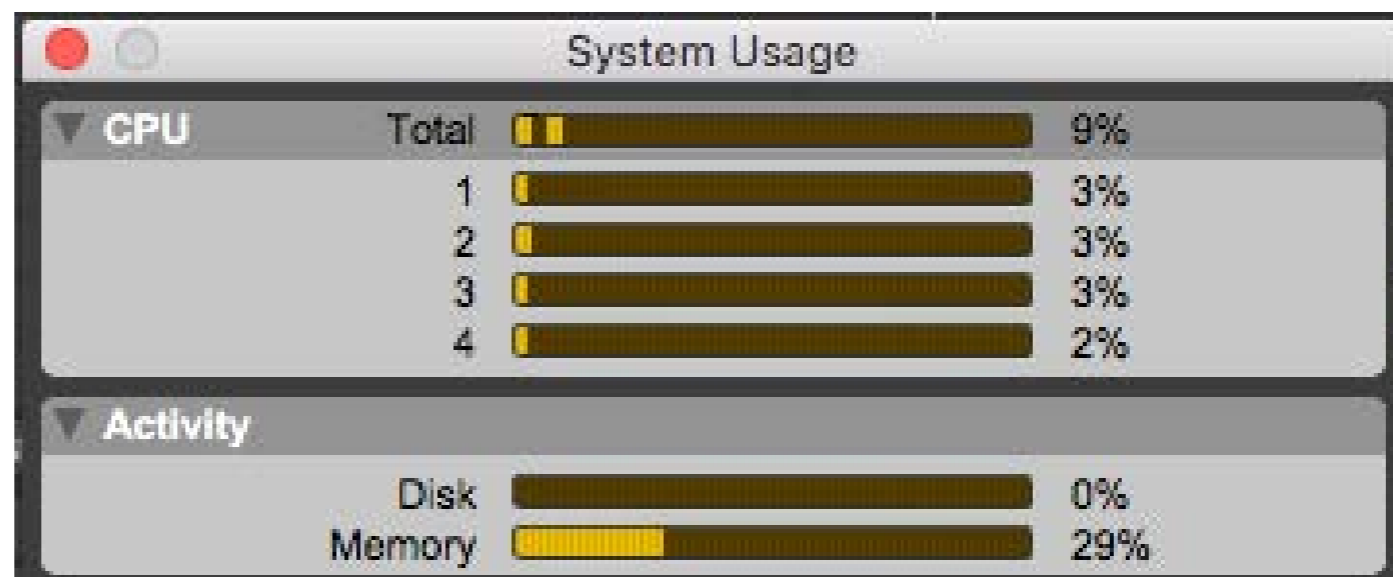 System Usage
CPU Total 9%
1 3%
2 3%
3 3%
4 2%
Activity
Disk 0%
Memory 29%